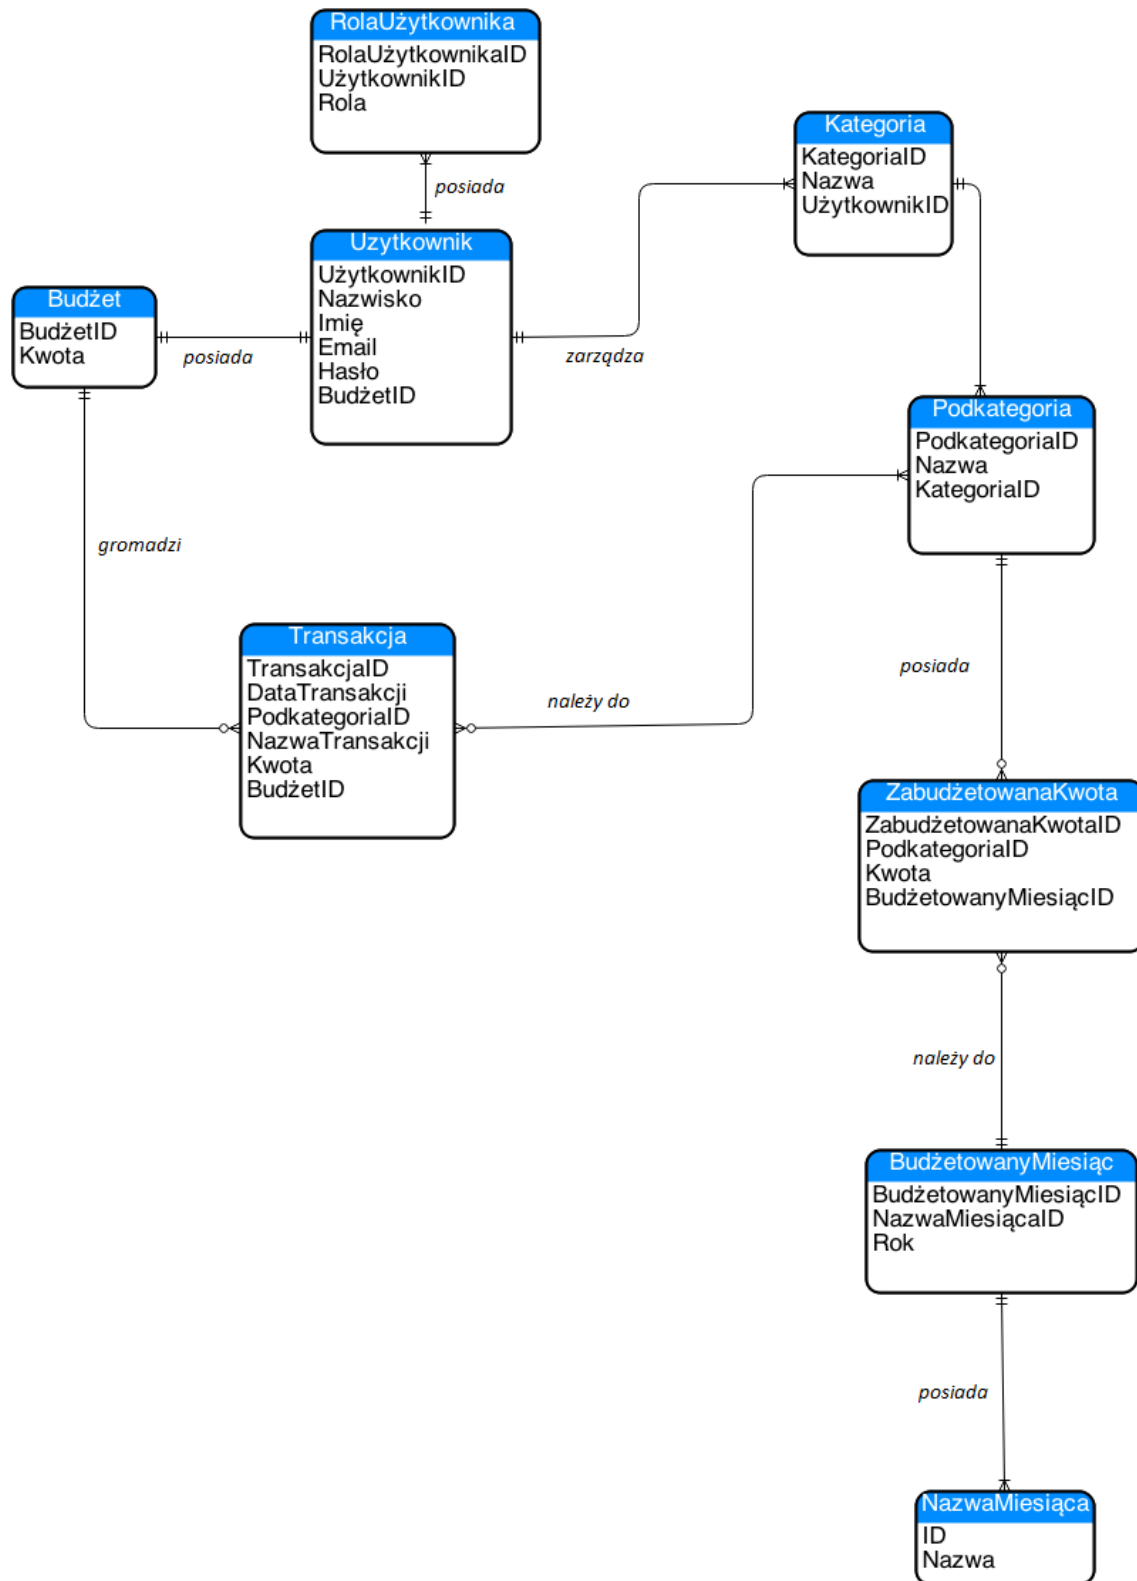 RolaUżytkownika
RolaUżytkownikaID
UżytkownikID
Rola
posiada
Kategoria
KategoriaID
Nazwa
UżytkownikID
Uzytkownik
UżytkownikID
Nazwisko
Imię
Email
Hasło
BudżetID
Budżet
BudżetID
Kwota
posiada
zarządza
Podkategoria
PodkategoriaID
Nazwa
KategoriaID
gromadzi
Transakcja
TransakcjaID
DataTransakcji
PodkategoriaID
NazwaTransakcji
Kwota
BudżetID
należy do
posiada
ZabudżetowanaKwota
ZabudżetowanaKwotaID
PodkategoriaID
Kwota
BudżetowanyMiesiącID
należy do
BudżetowanyMiesiąc
BudżetowanyMiesiącID
NazwaMiesiącaID
Rok
posiada
NazwaMiesiąca
ID
Nazwa